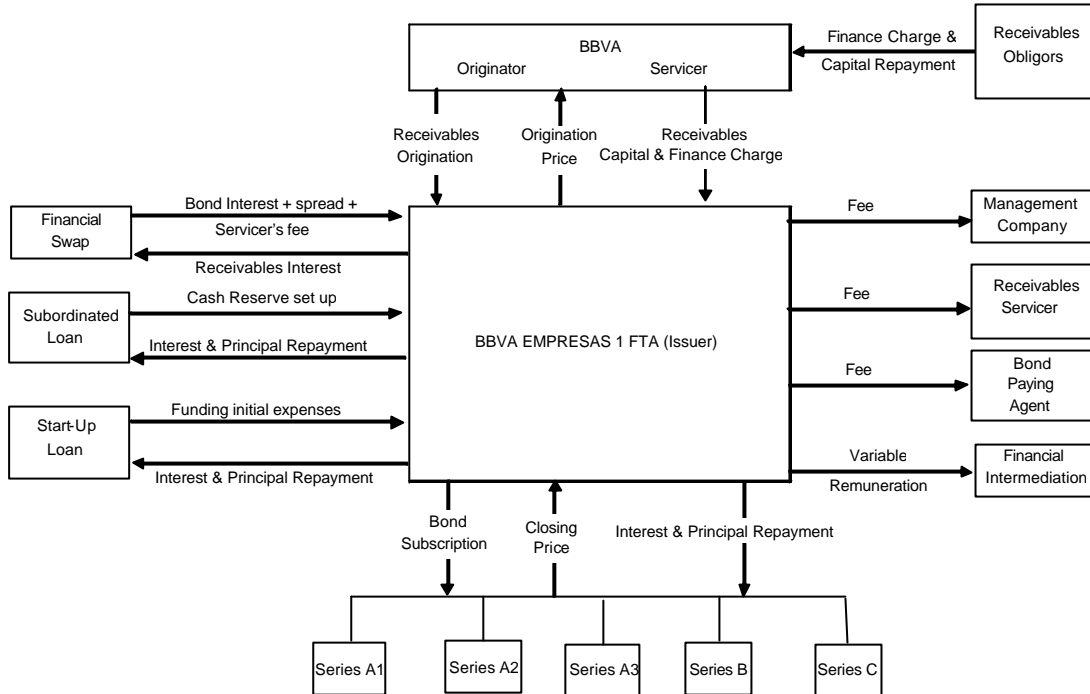 BBVA
Originator
Servicer
Finance Charge &
Capital Repayment
Receivables
Obligors
Receivables
Origination
Origination
Price
Receivables
Capital & Finance Charge
Financial
Swap
Bond Interest + spread +
Servicer's fee
Receivables Interest
Subordinated
Loan
Cash Reserve set up
Interest & Principal Repayment
Start-Up
Loan
Funding initial expenses
Interest & Principal Repayment
BBVA EMPRESAS 1 FTA (Issuer)
Fee
Management
Company
Fee
Receivables
Servicer
Fee
Bond
Paying
Agent
Variable
Remuneration
Financial
Intermediation
Bond
Subscription
Closing
Price
Interest & Principal Repayment
Series A1
Series A2
Series A3
Series B
Series C